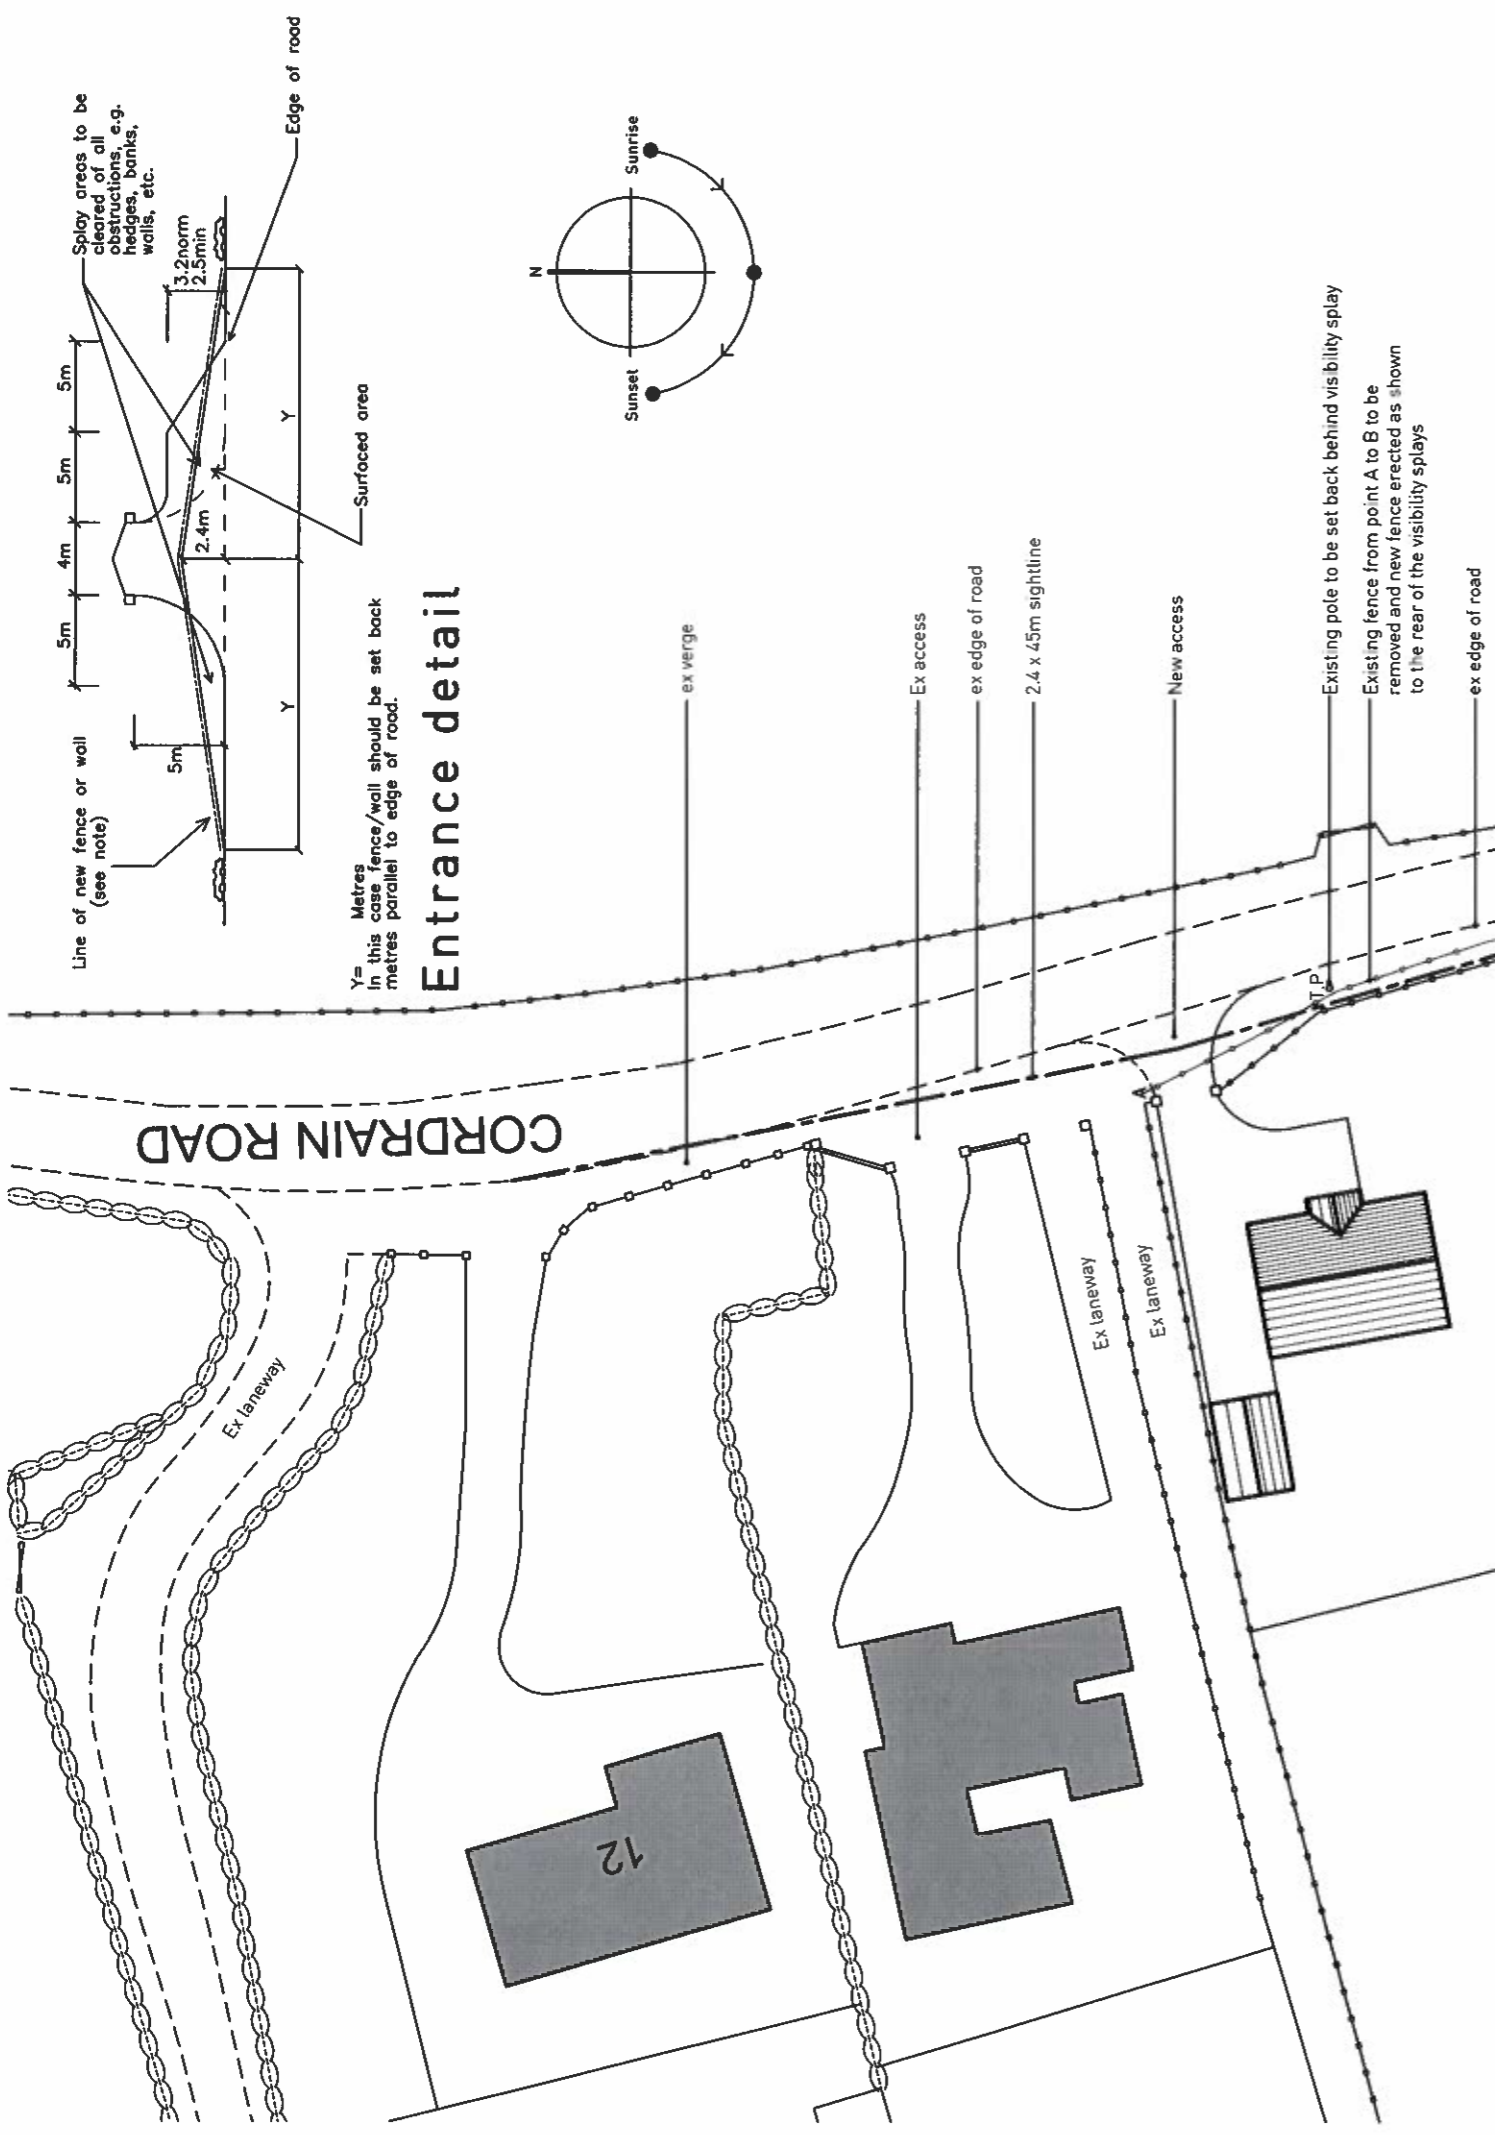 Splay areas to be
cleared of all
obstructions, e.g.
hedges, banks,
walls, etc.
Edge of road
3.2norm
2.5min
5m
5m
4m
5m
2.4m
5m
Y
Y
Surfaced area
Line of new fence or wall
(see note)
Y= Metres
In this case fence/wall should be set back
metres parallel to edge of road.
Entrance detail
N
Sunrise
Sunset
CORDRAIN ROAD
ex verge
Ex access
ex edge of road
2.4 x 45m sightline
New access
Existing pole to be set back behind visibility splay
Existing fence from point A to B to be
removed and new fence erected as shown
to the rear of the visibility splays
ex edge of road
T.P
A
Ex laneway
Ex laneway
Ex laneway
12